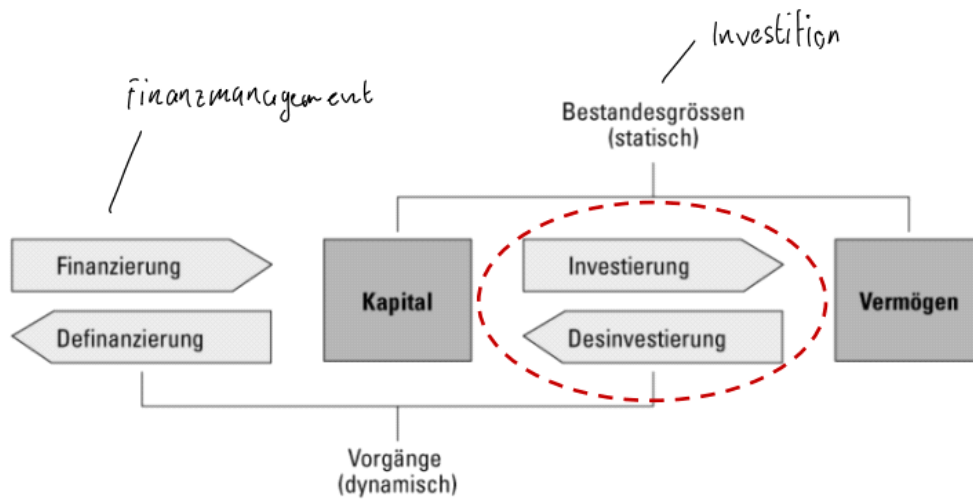 Investition
Finanzmanagement
Bestandesgrössen
(statisch)
Finanzierung
Investierung
Kapital
Vermögen
Definanzierung
Desinvestierung
Vorgänge
(dynamisch)